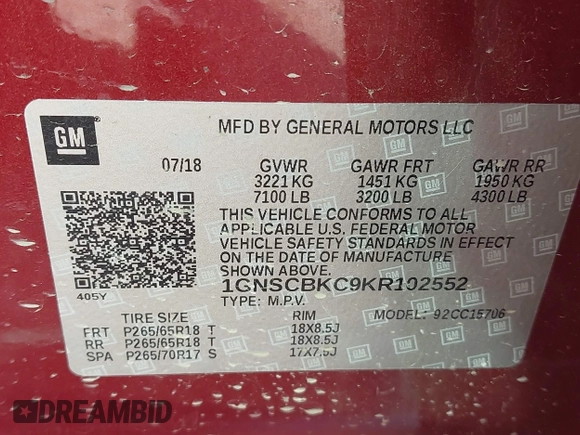 GM
MFD BY GENERAL MOTORS LLC
07/18 GVWR GAWR FRT GAWR RR
3221 KG 1451 KG 1950 KG
7100 LB 3200 LB 4300 LB
THIS VEHICLE CONFORMS TO ALL
APPLICABLE U.S. FEDERAL MOTOR
VEHICLE SAFETY STANDARDS IN EFFECT
ON THE DATE OF MANUFACTURE
SHOWN ABOVE.
1GNSCBKC9KR102552
405Y
TYPE: M.P.V. MODEL: 92CC15706
TIRE SIZE RIM
FRT P265/65R18 T 18X8.5J
RR P265/65R18 T 18X8.5J
SPA P265/70R17 S 17X7.5J
DREAMBID